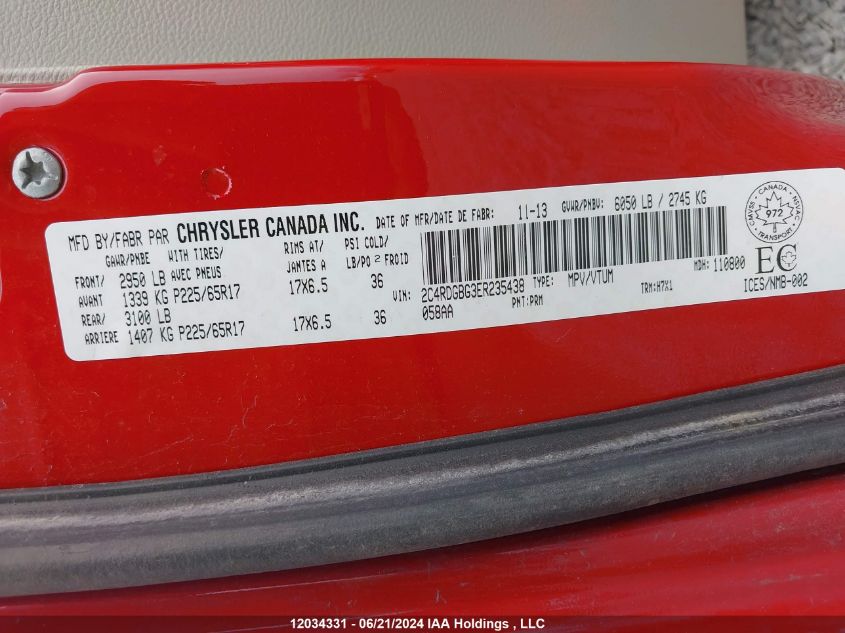 MFD BY/FABR PAR CHRYSLER CANADA INC. DATE OF MFR/DATE DE FABR: 11-13 GVWR/PNBV: 6050 LB / 2745 KG
GAWR/PNBE WITH TIRES/ RIMS AT/ PSI COLD/
FRONT/ 2950 LB AVEC PNEUS JANTES A LB/PO² FROID
AVANT 1339 KG P225/65R17 17X6.5 36
REAR/ 3100 LB
ARRIERE 1407 KG P225/65R17 17X6.5 36
VIN: 2C4RDGBG3ER235438 TYPE: MPV/VTUM MDH: 110800
058AA PNT:PRM TRM:H7X1
CMVSS CANADA NSVAC
972
TRANSPORT
EC
ICES/NMB-002
12034331 - 06/21/2024 IAA Holdings , LLC